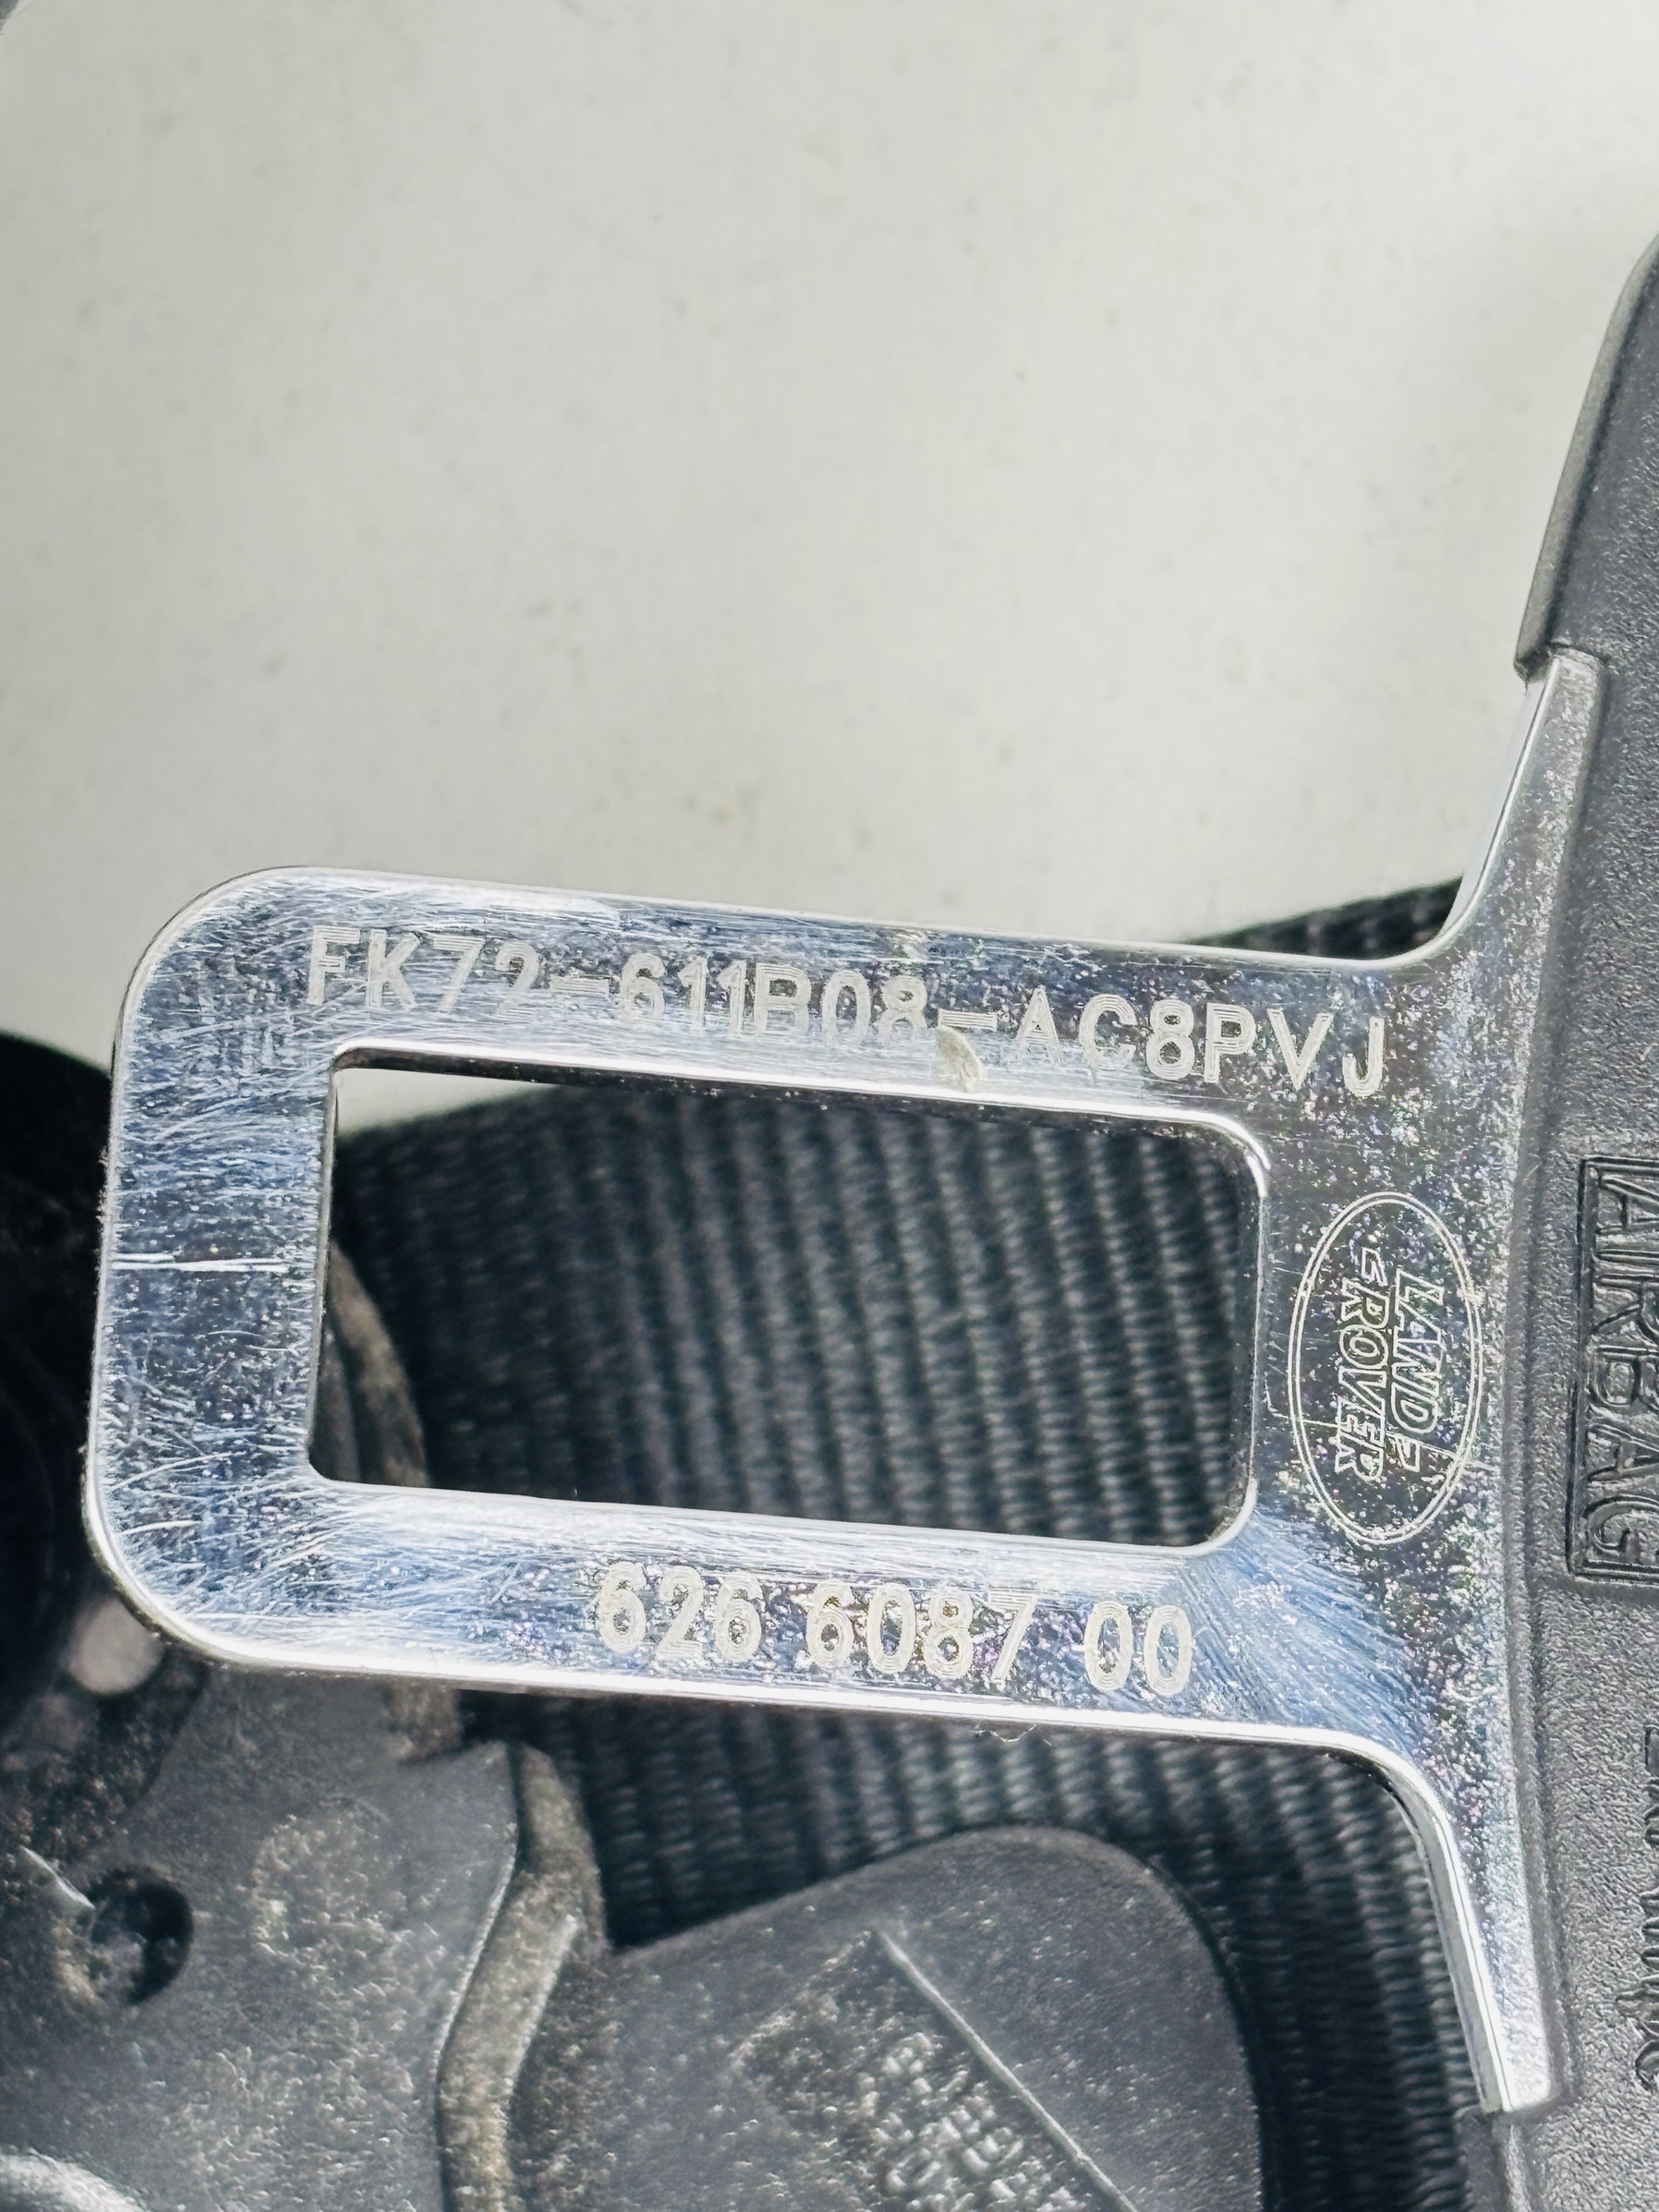 FK72-611B08-AC8PVJ
LAND
ROVER
626 6087 00
AIRBAG